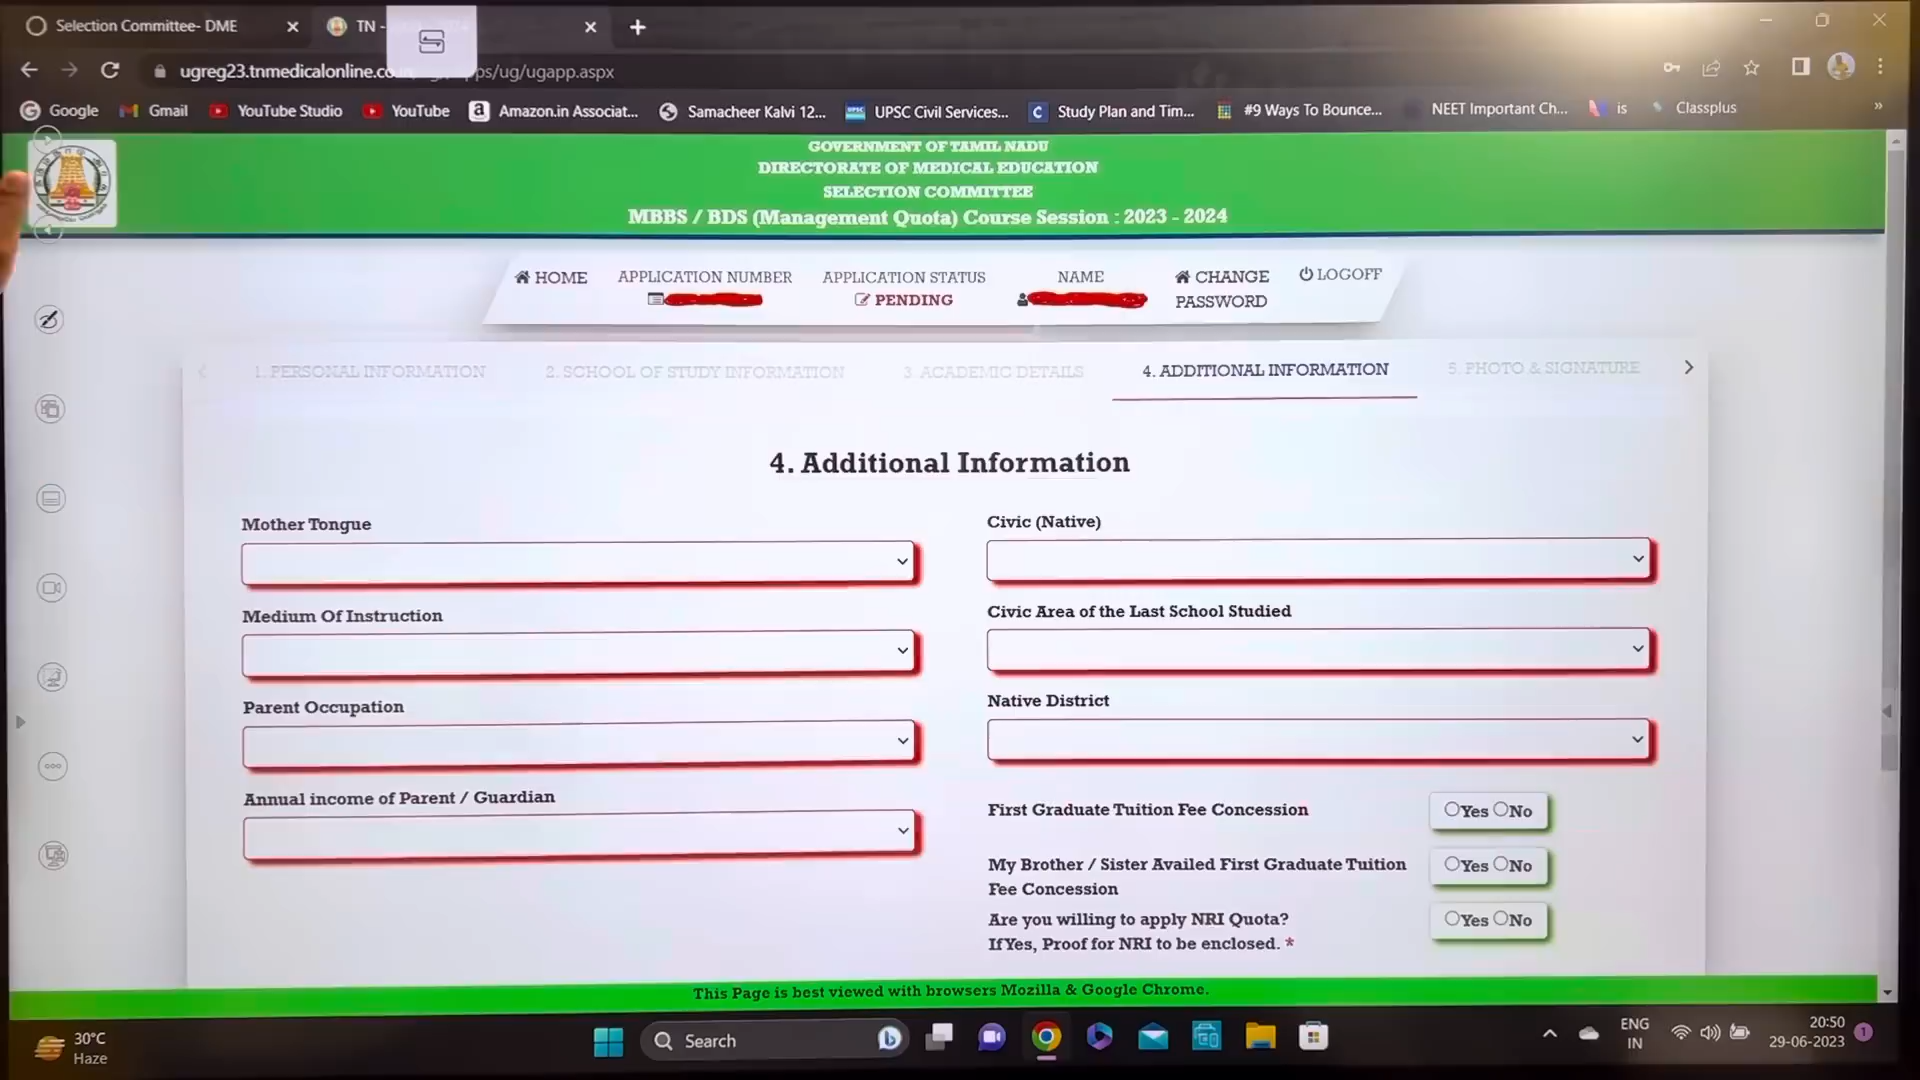 Selection Committee- DME
TN -
ugreg23.tnmedicalonline.co
ps/ug/ugapp.aspx
Google
Gmail
YouTube Studio
YouTube
Amazon.in Associat...
Samacheer Kalvi 12...
UPSC Civil Services...
Study Plan and Tim...
#9 Ways To Bounce...
NEET Important Ch...
is
Classplus
GOVERNMENT OF TAMIL NADU
DIRECTORATE OF MEDICAL EDUCATION
SELECTION COMMITTEE
MBBS / BDS (Management Quota) Course Session : 2023 - 2024
HOME
APPLICATION NUMBER
APPLICATION STATUS
PENDING
NAME
CHANGE
PASSWORD
LOGOFF
1. PERSONAL INFORMATION
2. SCHOOL OF STUDY INFORMATION
3. ACADEMIC DETAILS
4. ADDITIONAL INFORMATION
5. PHOTO & SIGNATURE
4. Additional Information
Mother Tongue
Civic (Native)
Medium Of Instruction
Civic Area of the Last School Studied
Parent Occupation
Native District
Annual income of Parent / Guardian
First Graduate Tuition Fee Concession
Yes No
My Brother / Sister Availed First Graduate Tuition
Fee Concession
Yes No
Are you willing to apply NRI Quota?
If Yes, Proof for NRI to be enclosed. *
Yes No
This Page is best viewed with browsers Mozilla & Google Chrome.
30°C
Haze
Search
ENG
IN
20:50
29-06-2023
1